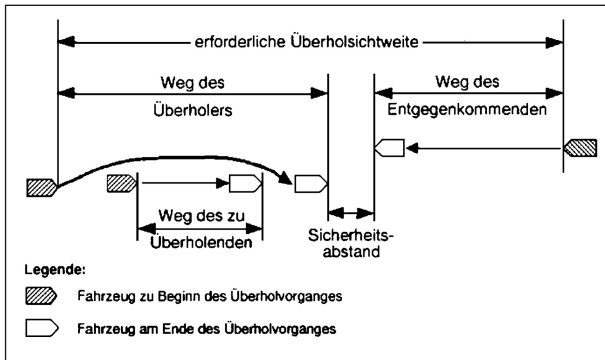 erforderliche Überholsichtweite
Weg des
Überholers
Weg des
Entgegenkommenden
Weg des zu
Überholenden
Sicherheits-
abstand
Legende:
Fahrzeug zu Beginn des Überholvorganges
Fahrzeug am Ende des Überholvorganges